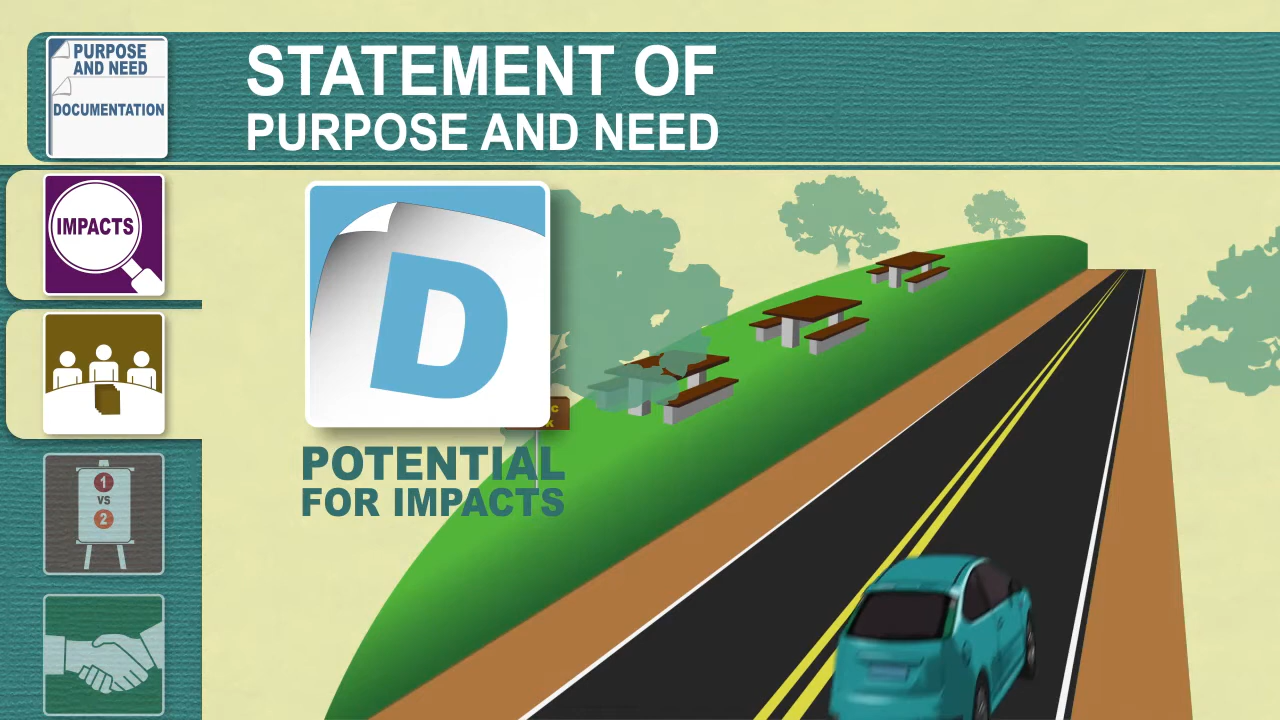 PURPOSE
AND NEED
DOCUMENTATION
STATEMENT OF
PURPOSE AND NEED
IMPACTS
D
POTENTIAL
FOR IMPACTS
1
VS
2